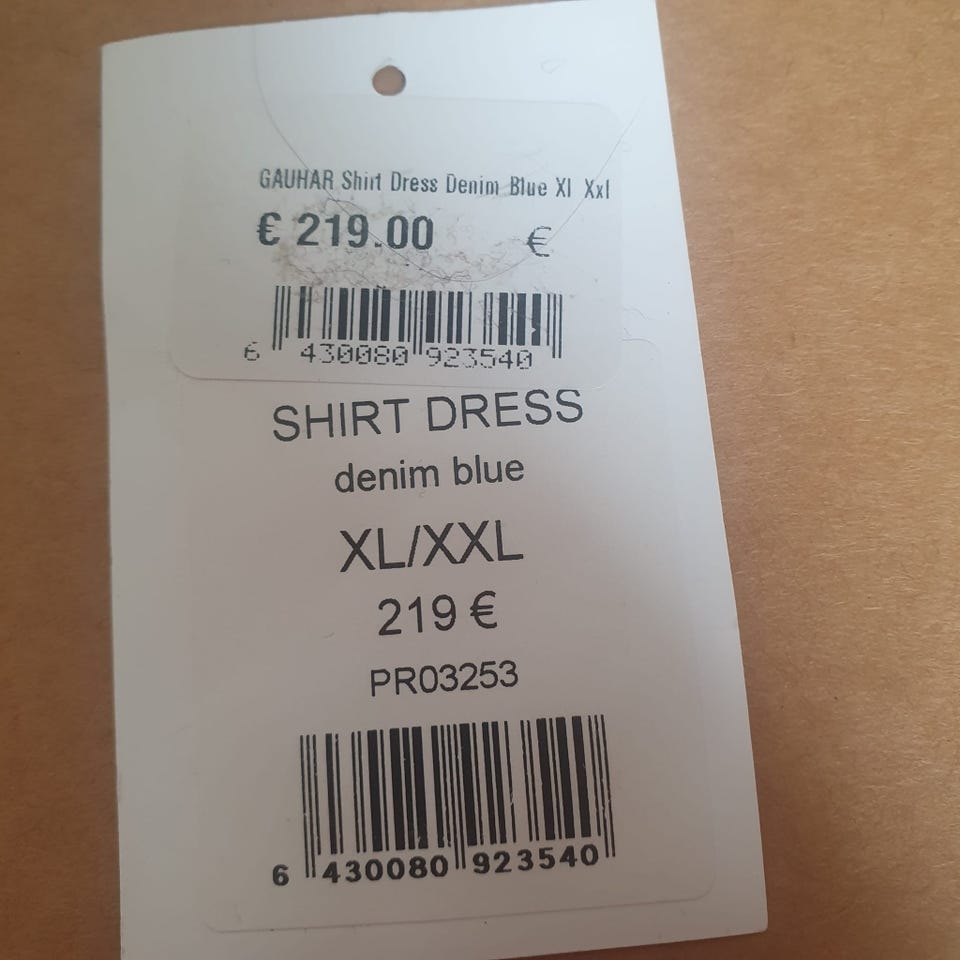 GAUHAR Shirt Dress Denim Blue Xl Xxl
€ 219.00 €
6 430080 923540
SHIRT DRESS
denim blue
XL/XXL
219 €
PR03253
6 430080 923540